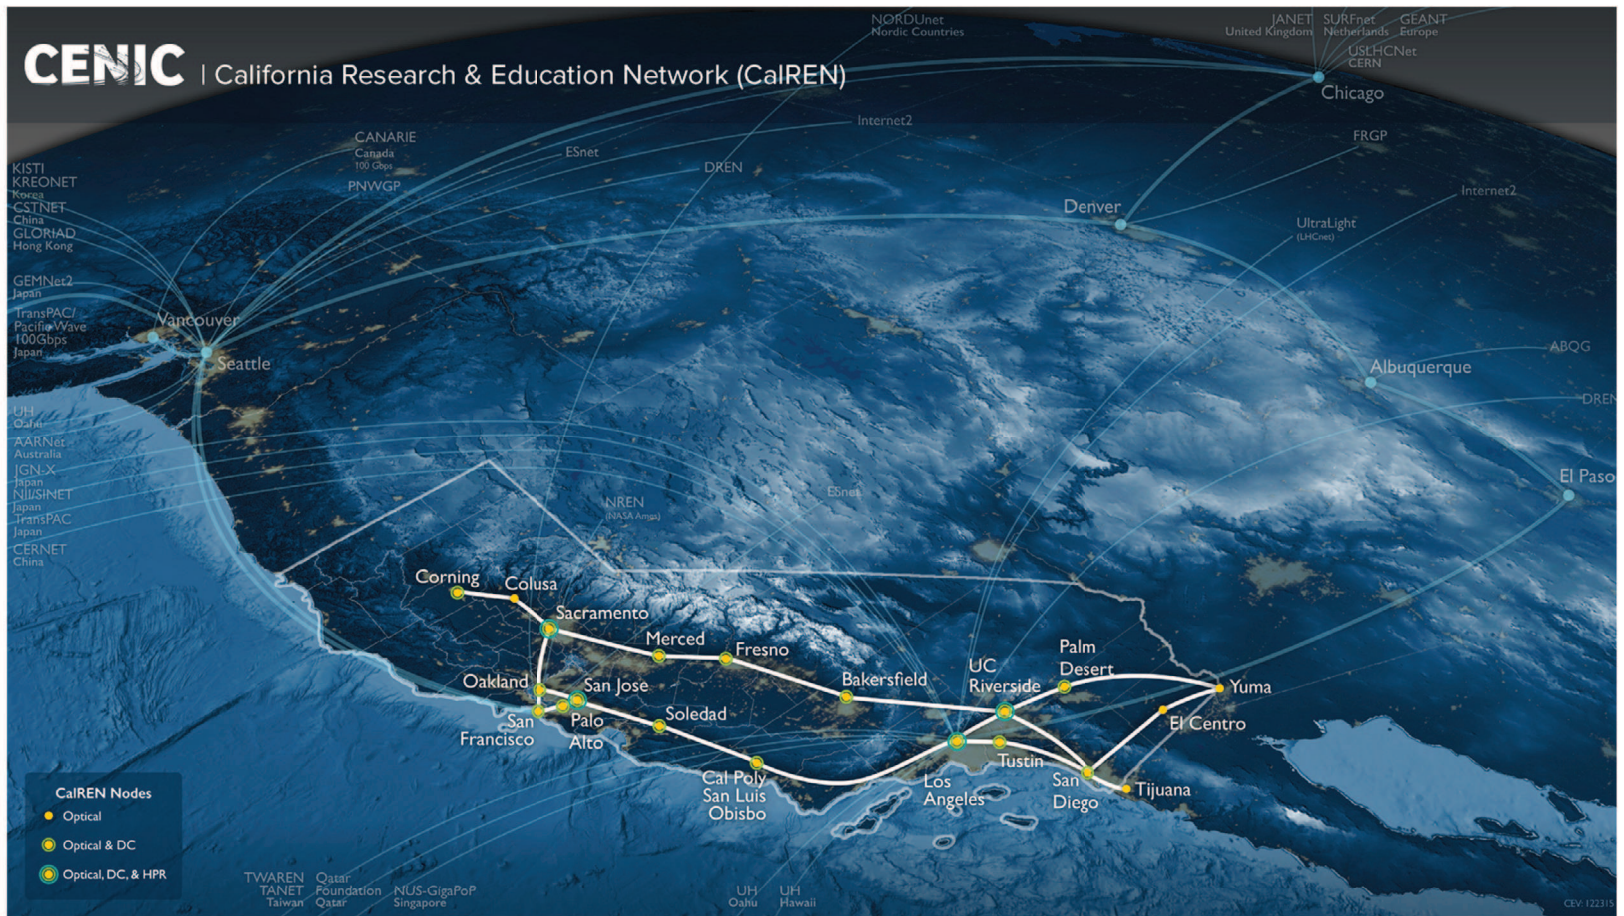 CENIC | California Research & Education Network (CalREN)
NORDUnet
Nordic Countries
JANET
United Kingdom
SURFnet
Netherlands
GEANT
Europe
USLHCNet
CERN
Chicago
Internet2
FRGP
CANARIE
Canada
100 Gbps
ESnet
DREN
PNWGP
KISTI
KREONET
Korea
CSTNET
China
GLORIAD
Hong Kong
Internet2
Denver
UltraLight
(LHCnet)
GEMNet2
Japan
TransPAC/
Pacific Wave
100Gbps
Japan
Vancouver
Seattle
ABQG
Albuquerque
DREN
UH
Oahu
AARNet
Australia
JGN-X
Japan
NII/SINET
Japan
TransPAC
Japan
CERNET
China
El Paso
ESnet
NREN
(NASA Ames)
Corning
Colusa
Sacramento
Merced
Fresno
Palm
Desert
UC
Riverside
Bakersfield
Yuma
Oakland
San Jose
Soledad
El Centro
San
Francisco
Palo
Alto
Tustin
Cal Poly
San Luis
Obisbo
Los
Angeles
San
Diego
Tijuana
CalREN Nodes
Optical
Optical & DC
Optical, DC, & HPR
TWAREN
TANET
Taiwan
Qatar
Foundation
Qatar
NUS-GigaPoP
Singapore
UH
Oahu
UH
Hawaii
CEV: 122315